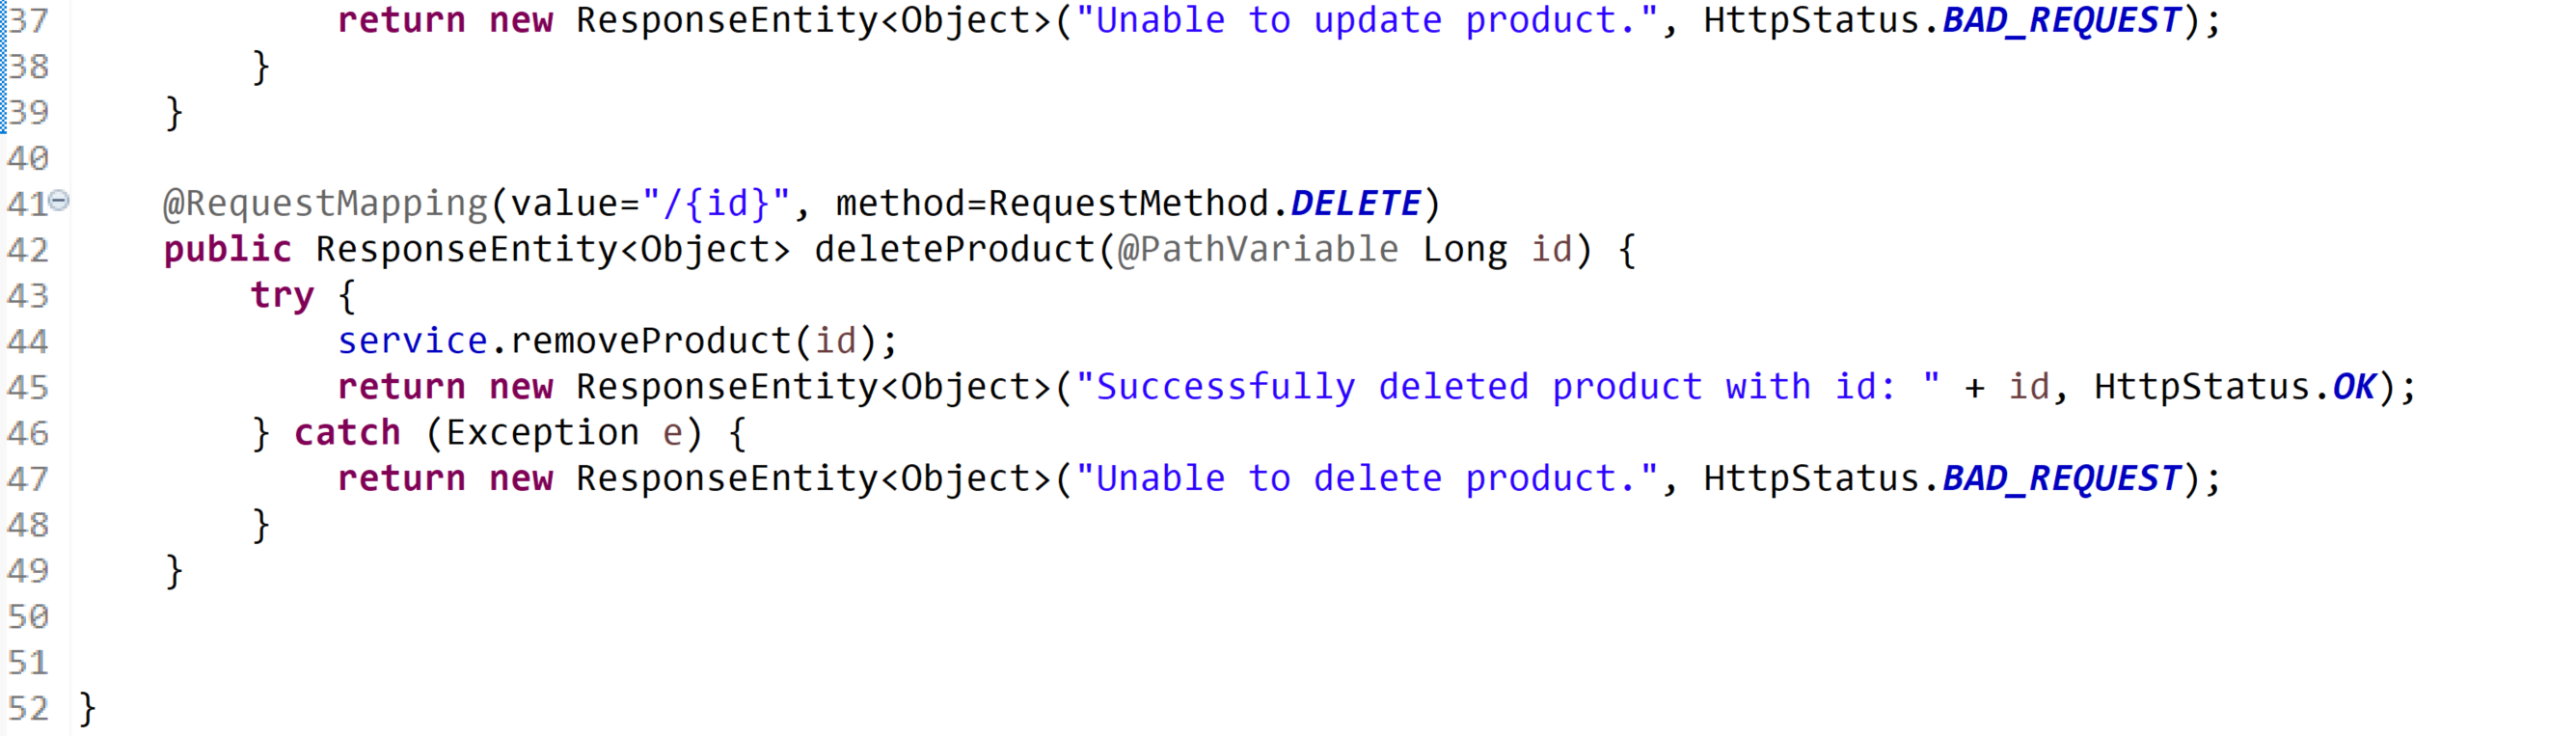 37 return new ResponseEntity<Object>("Unable to update product.", HttpStatus.BAD_REQUEST);
38 }
39 }
40
41 @RequestMapping(value="/{id}", method=RequestMethod.DELETE)
42 public ResponseEntity<Object> deleteProduct(@PathVariable Long id) {
43 try {
44 service.removeProduct(id);
45 return new ResponseEntity<Object>("Successfully deleted product with id: " + id, HttpStatus.OK);
46 } catch (Exception e) {
47 return new ResponseEntity<Object>("Unable to delete product.", HttpStatus.BAD_REQUEST);
48 }
49 }
50
51
52 }